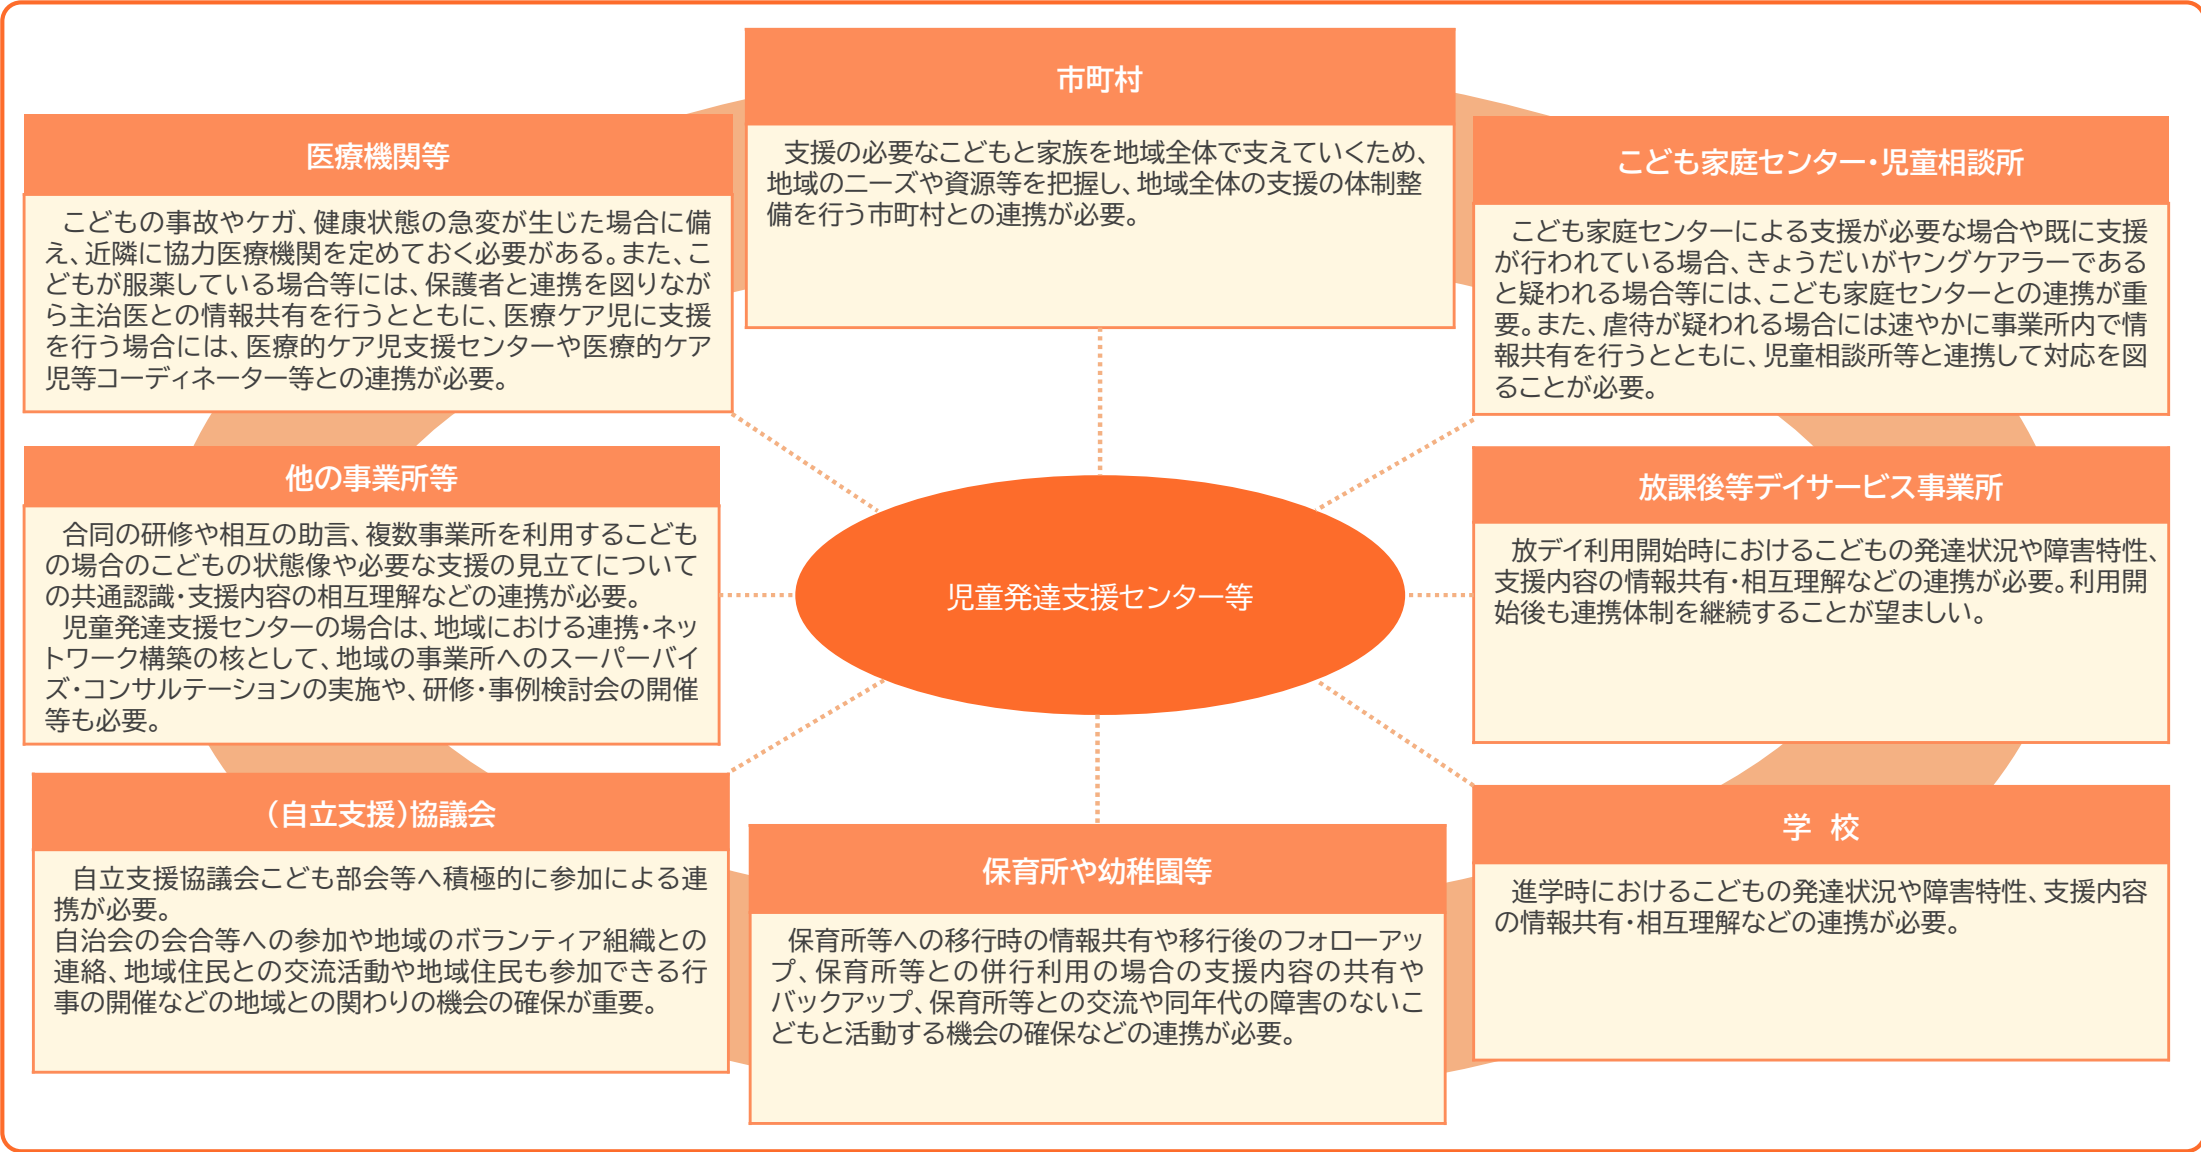 市町村
支援の必要なこどもと家族を地域全体で支えていくため、
地域のニーズや資源等を把握し、地域全体の支援の体制整
備を行う市町村との連携が必要。
医療機関等
こどもの事故やケガ、健康状態の急変が生じた場合に備
え、近隣に協力医療機関を定めておく必要がある。また、こ
どもが服薬している場合等には、保護者と連携を図りなが
ら主治医との情報共有を行うとともに、医療ケア児に支援
を行う場合には、医療的ケア児支援センターや医療的ケア
児等コーディネーター等との連携が必要。
こども家庭センター・児童相談所
こども家庭センターによる支援が必要な場合や既に支援
が行われている場合、きょうだいがヤングケアラーである
と疑われる場合等には、こども家庭センターとの連携が重
要。また、虐待が疑われる場合には速やかに事業所内で情
報共有を行うとともに、児童相談所等と連携して対応を図
ることが必要。
他の事業所等
合同の研修や相互の助言、複数事業所を利用するこども
の場合のこどもの状態像や必要な支援の見立てについて
の共通認識・支援内容の相互理解などの連携が必要。
児童発達支援センターの場合は、地域における連携・ネッ
トワーク構築の核として、地域の事業所へのスーパーバイ
ズ・コンサルテーションの実施や、研修・事例検討会の開催
等も必要。
児童発達支援センター等
放課後等デイサービス事業所
放デイ利用開始時におけるこどもの発達状況や障害特性、
支援内容の情報共有・相互理解などの連携が必要。利用開
始後も連携体制を継続することが望ましい。
(自立支援)協議会
自立支援協議会こども部会等へ積極的に参加による連
携が必要。
自治会の会合等への参加や地域のボランティア組織との
連絡、地域住民との交流活動や地域住民も参加できる行
事の開催などの地域との関わりの機会の確保が重要。
保育所や幼稚園等
保育所等への移行時の情報共有や移行後のフォローアッ
プ、保育所等との併行利用の場合の支援内容の共有や
バックアップ、保育所等との交流や同年代の障害のないこ
どもと活動する機会の確保などの連携が必要。
学 校
進学時におけるこどもの発達状況や障害特性、支援内容
の情報共有・相互理解などの連携が必要。